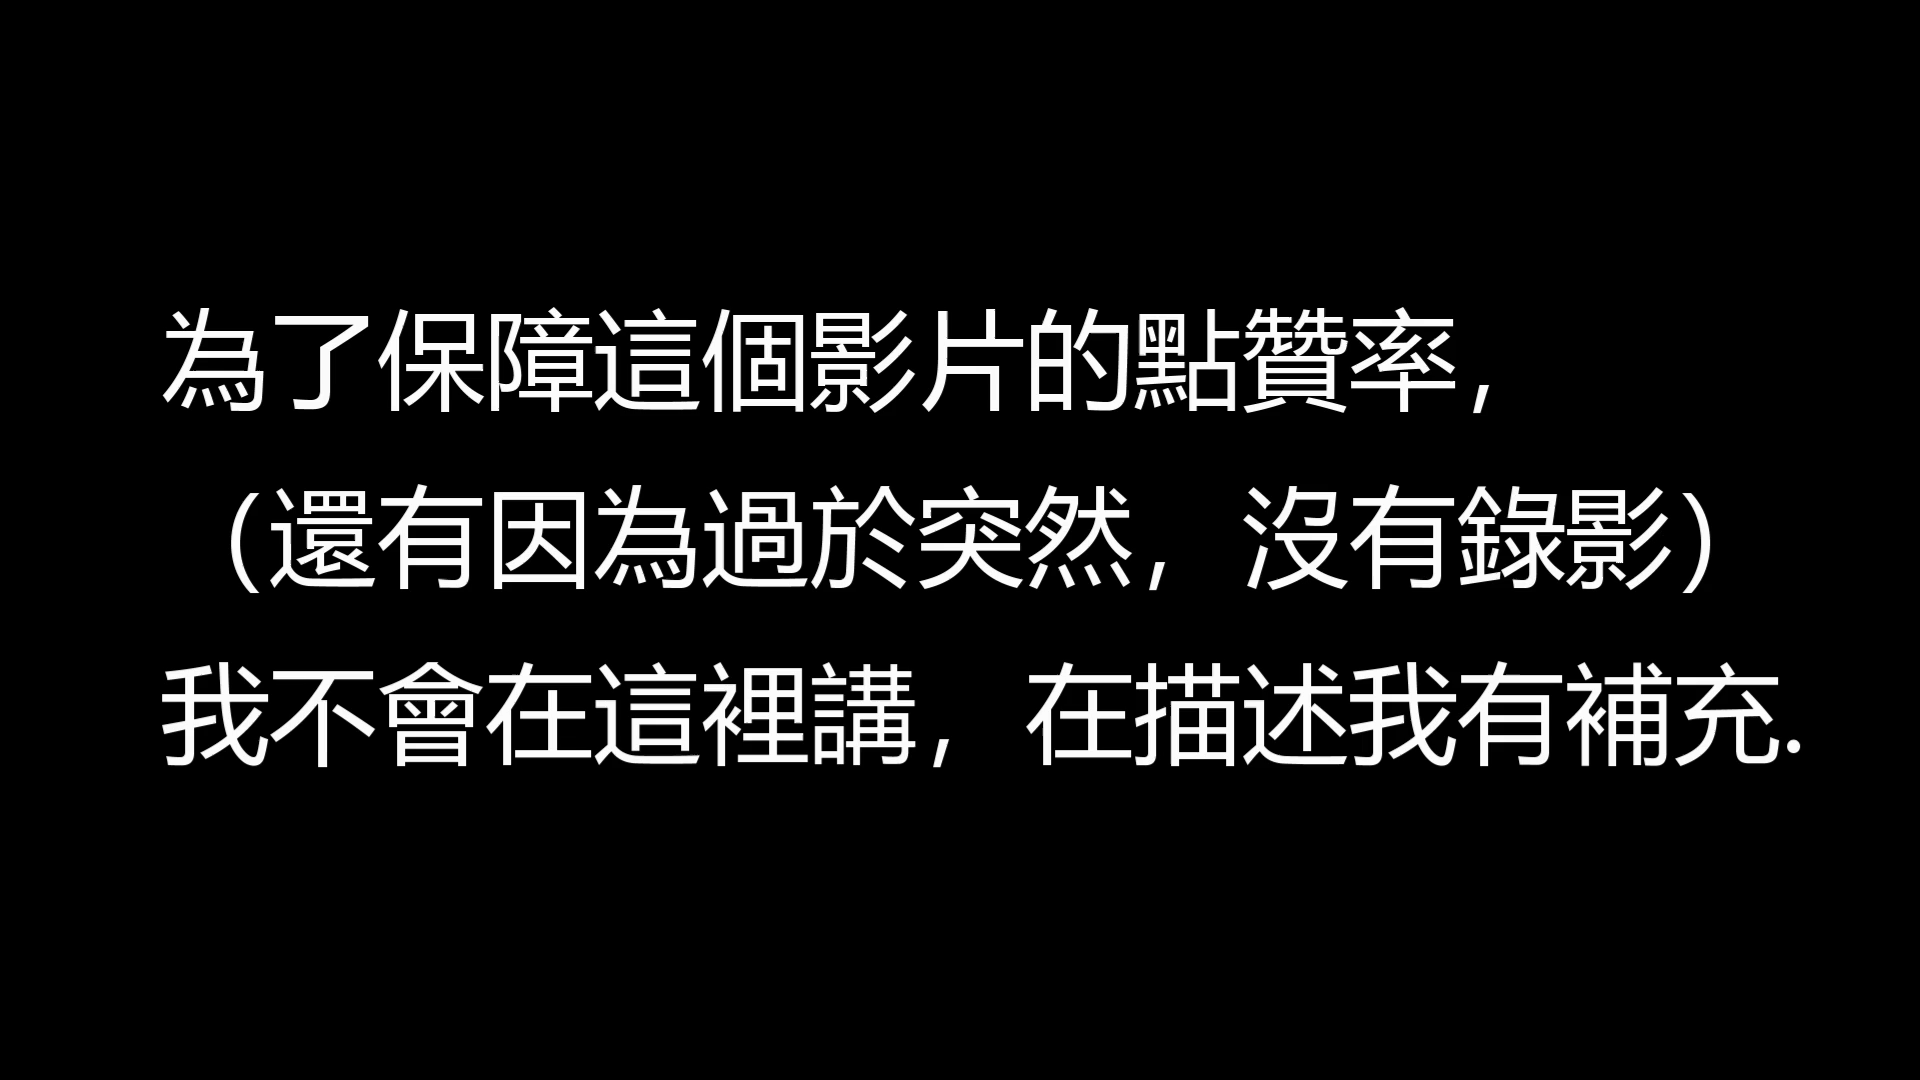 為了保障這個影片的點贊率，
（還有因為過於突然，沒有錄影）
我不會在這裡講，在描述我有補充.